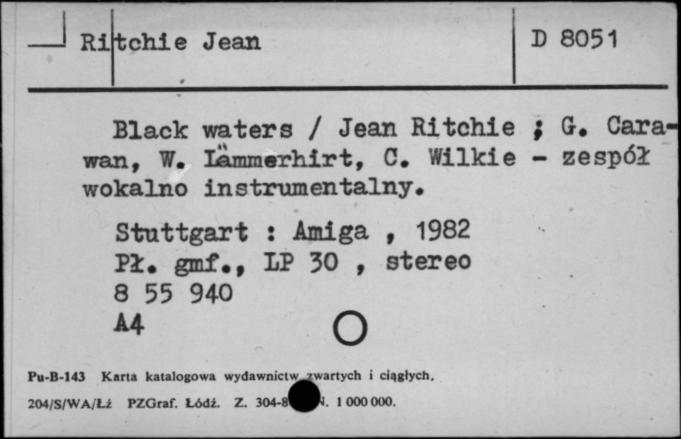 Ritchie Jean D 8051
Black waters / Jean Ritchie ; G. Cara-
wan, W. Lämmerhirt, C. Wilkie - zespół
wokalno instrumentalny.
Stuttgart : Amiga , 1982
Pł. gmf., LP 30 , stereo
8 55 940
A4
Pu-B-143 Karta katalogowa wydawnictw zwartych i ciągłych.
204/S/WA/Łż PZGraf. Łódź. Z. 304-8 N. 1 000 000.